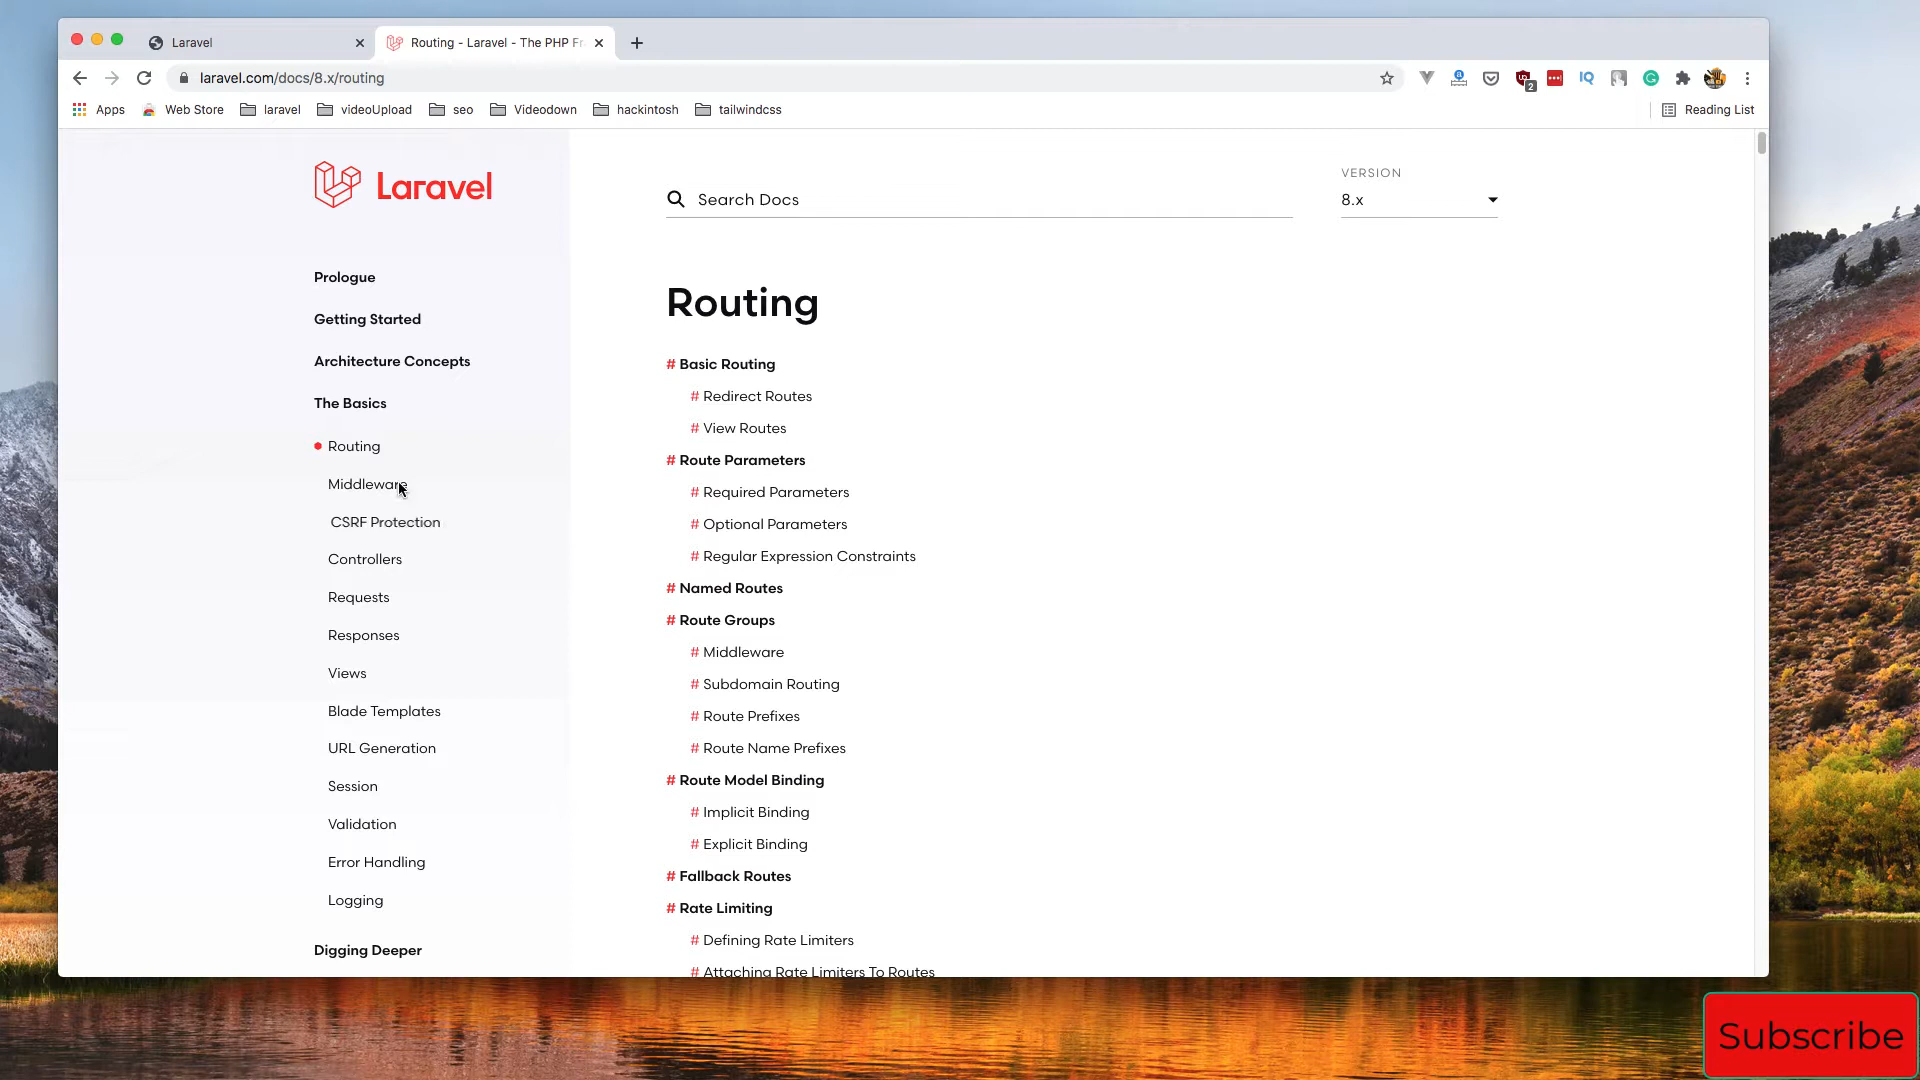 Laravel
Routing - Laravel - The PHP Fr
laravel.com/docs/8.x/routing
2
IQ
Apps
Web Store
laravel
videoUpload
seo
Videodown
hackintosh
tailwindcss
Reading List
Laravel
Prologue
Getting Started
Architecture Concepts
The Basics
Routing
Middleware
CSRF Protection
Controllers
Requests
Responses
Views
Blade Templates
URL Generation
Session
Validation
Error Handling
Logging
Digging Deeper
Search Docs
VERSION
8.x
Routing
# Basic Routing
# Redirect Routes
# View Routes
# Route Parameters
# Required Parameters
# Optional Parameters
# Regular Expression Constraints
# Named Routes
# Route Groups
# Middleware
# Subdomain Routing
# Route Prefixes
# Route Name Prefixes
# Route Model Binding
# Implicit Binding
# Explicit Binding
# Fallback Routes
# Rate Limiting
# Defining Rate Limiters
# Attaching Rate Limiters To Routes
Subscribe